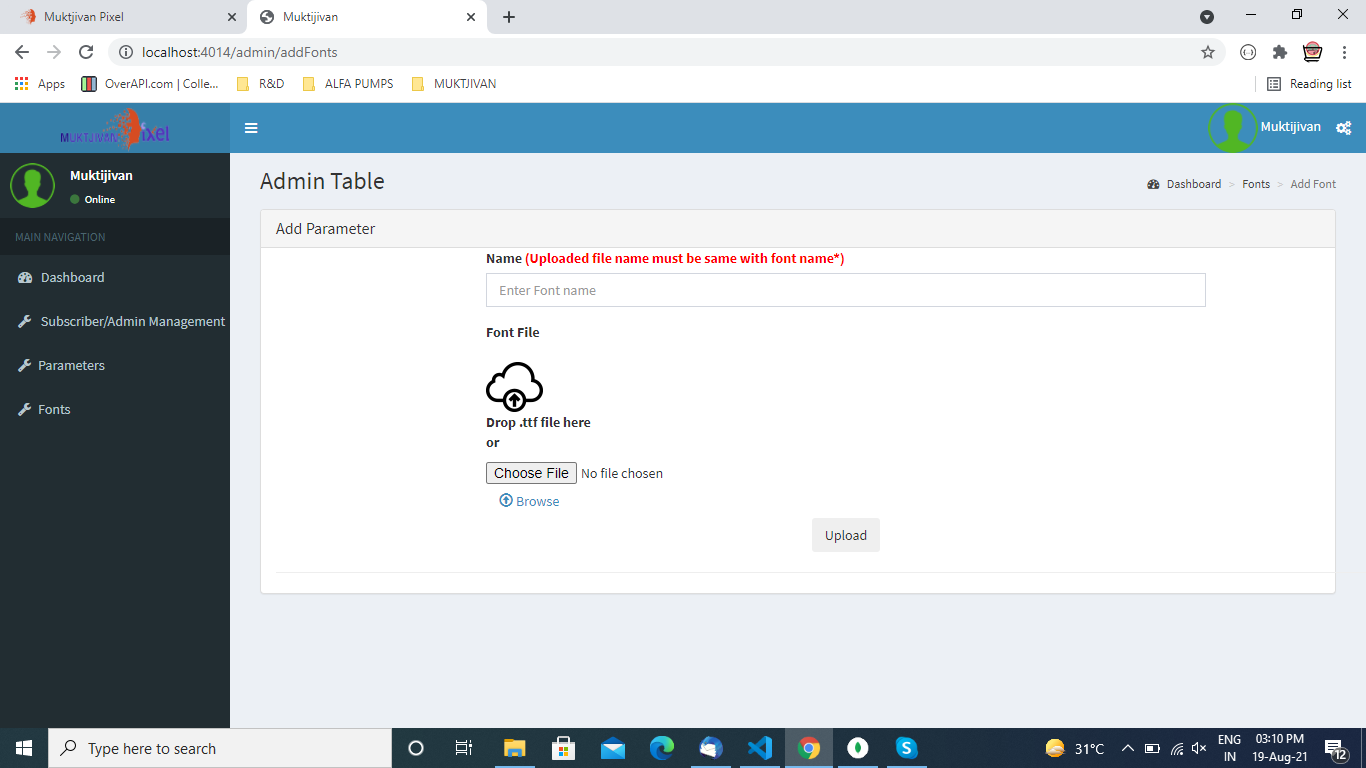 Muktjivan Pixel
Muktijivan
localhost:4014/admin/addFonts
Apps
OverAPI.com | Colle...
R&D
ALFA PUMPS
MUKTJIVAN
Reading list
MUKTJIVAN Pixel
Muktijivan
Muktijivan
Online
MAIN NAVIGATION
Dashboard
Subscriber/Admin Management
Parameters
Fonts
Admin Table
Dashboard > Fonts > Add Font
Add Parameter
Name (Uploaded file name must be same with font name*)
Enter Font name
Font File
Drop .ttf file here
or
Choose File No file chosen
Browse
Upload
Type here to search
31°C
ENG
IN
03:10 PM
19-Aug-21
12